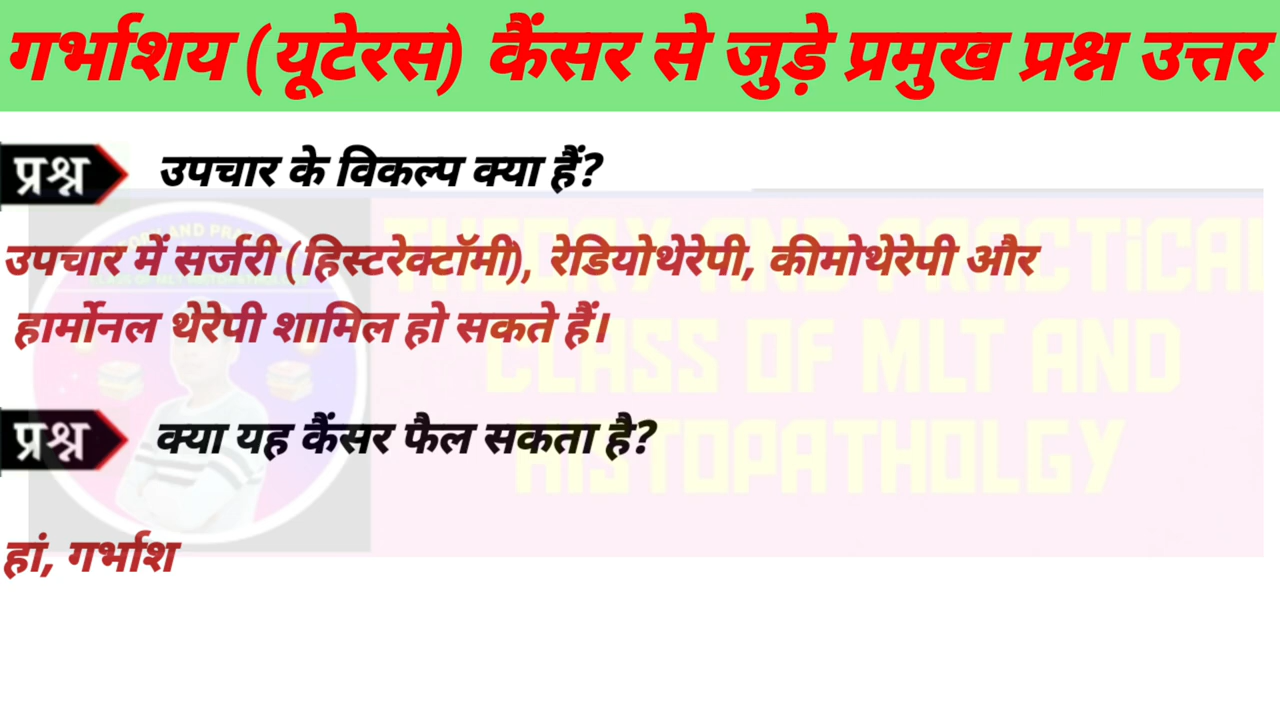 गर्भाशय (यूटेरस) कैंसर से जुड़े प्रमुख प्रश्न उत्तर
प्रश्न उपचार के विकल्प क्या हैं?
उपचार में सर्जरी (हिस्टरेक्टॉमी), रेडियोथेरेपी, कीमोथेरेपी और
हार्मोनल थेरेपी शामिल हो सकते हैं।
THEORY AND PRACTICAL
CLASS OF MLT AND
HISTOPATHOLGY
प्रश्न क्या यह कैंसर फैल सकता है?
हां, गर्भाश